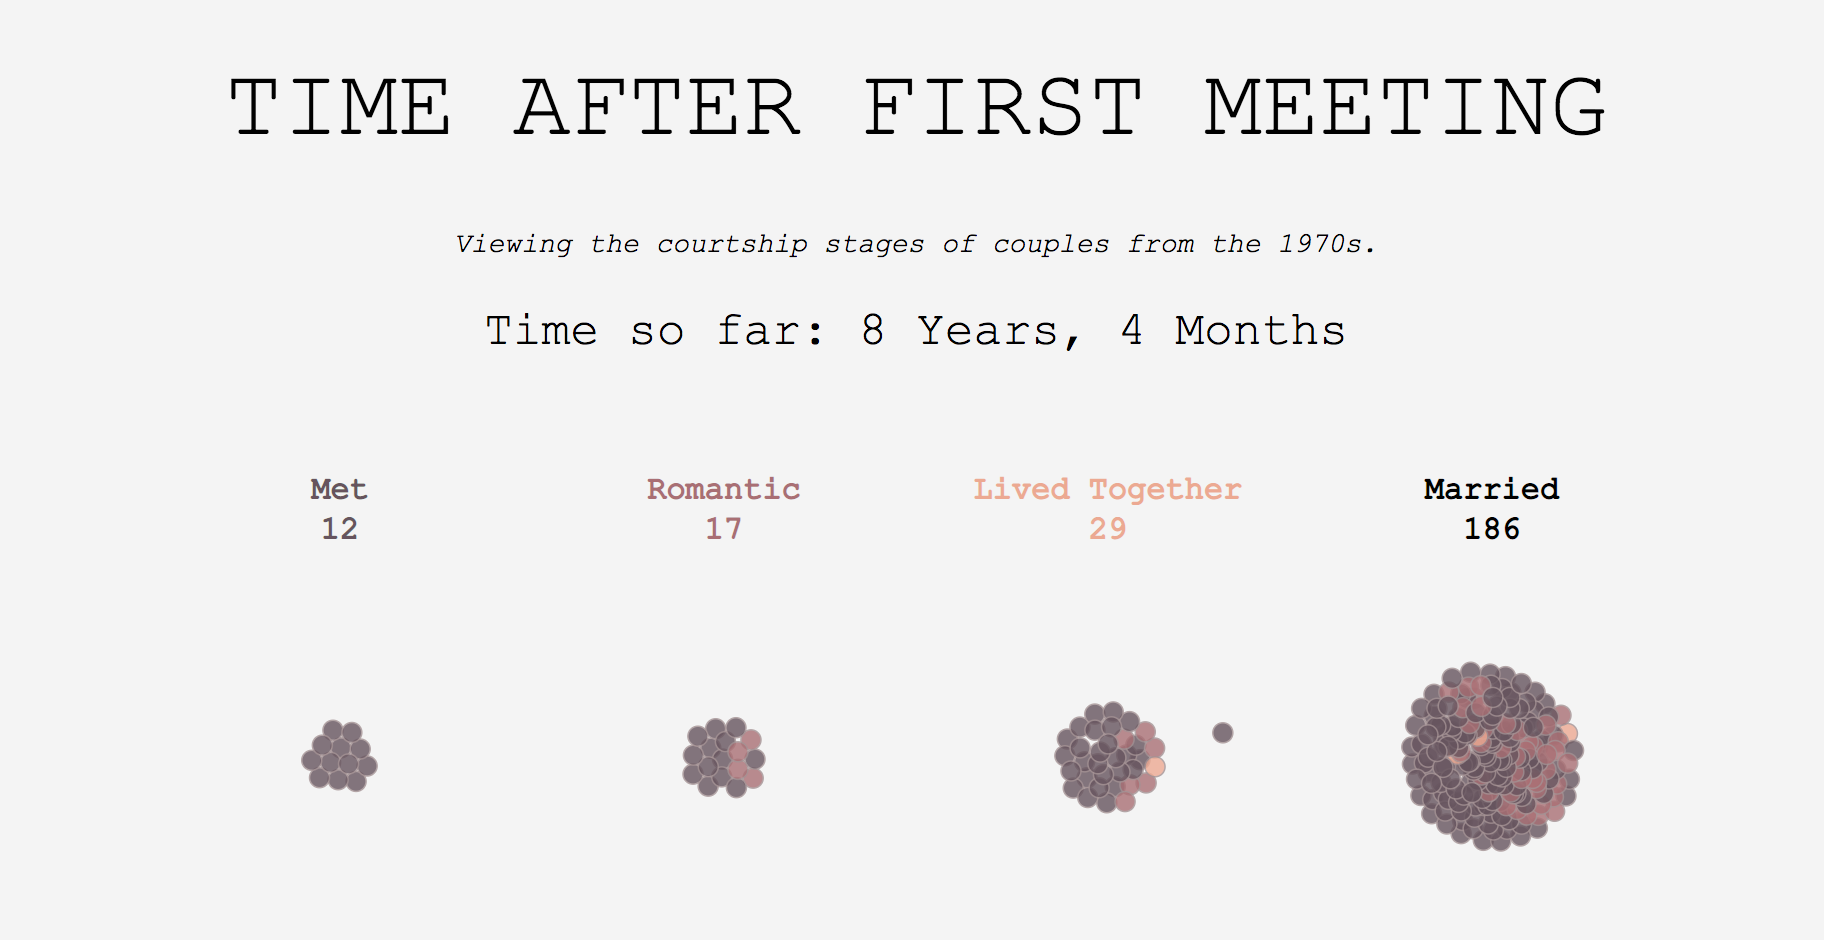 TIME AFTER FIRST MEETING
Viewing the courtship stages of couples from the 1970s.
Time so far: 8 Years, 4 Months
Met
12
Romantic
17
Lived Together
29
Married
186